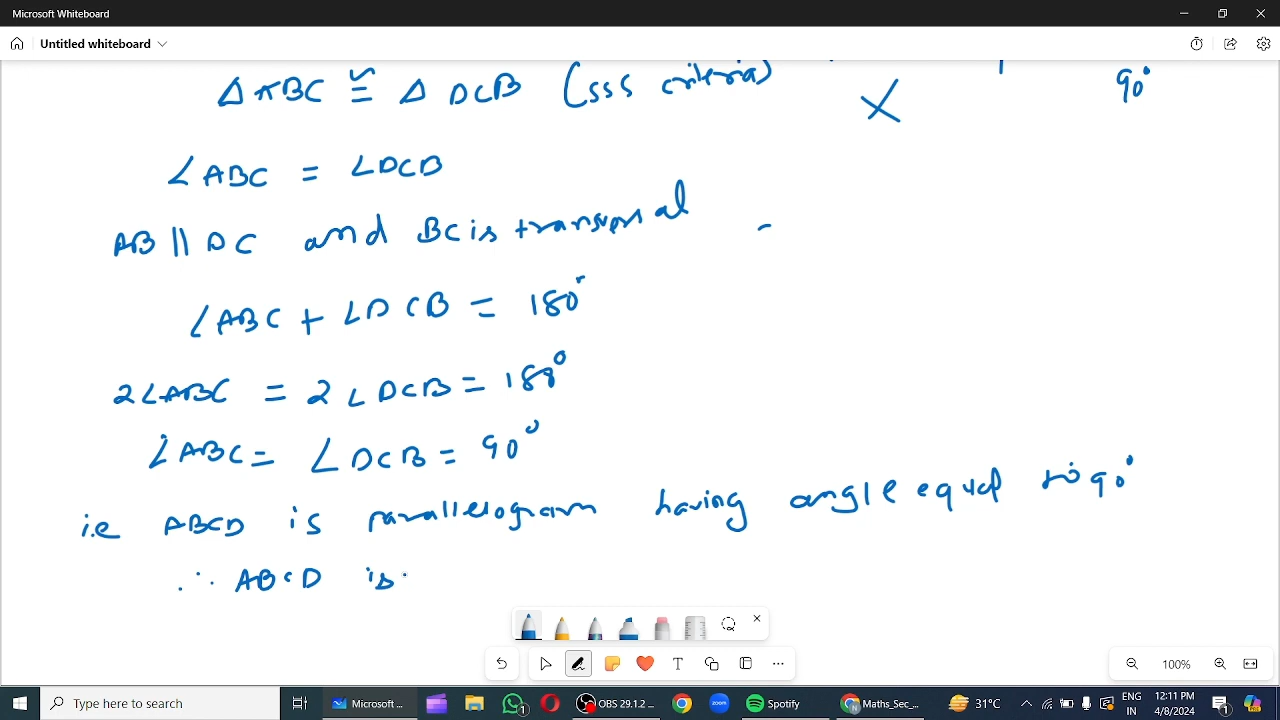 Microsoft Whiteboard
Untitled whiteboard
△ ABC ≅ △ DCB (sss criteria)
90°
∠ABC = ∠DCB
AB || DC and BC is transversal
∠ABC + ∠DCB = 180°
2∠ABC = 2∠DCB = 180°
∠ABC = ∠DCB = 90°
i.e ABCD is parallelogram having angle equal to 90°
∴ ABCD is
100%
Type here to search
Microsoft W...
1
OBS 29.1.2 ...
zoom
Spotify
Maths_Sec_...
31°C
ENG
IN
12:11 PM
4/8/2024
1